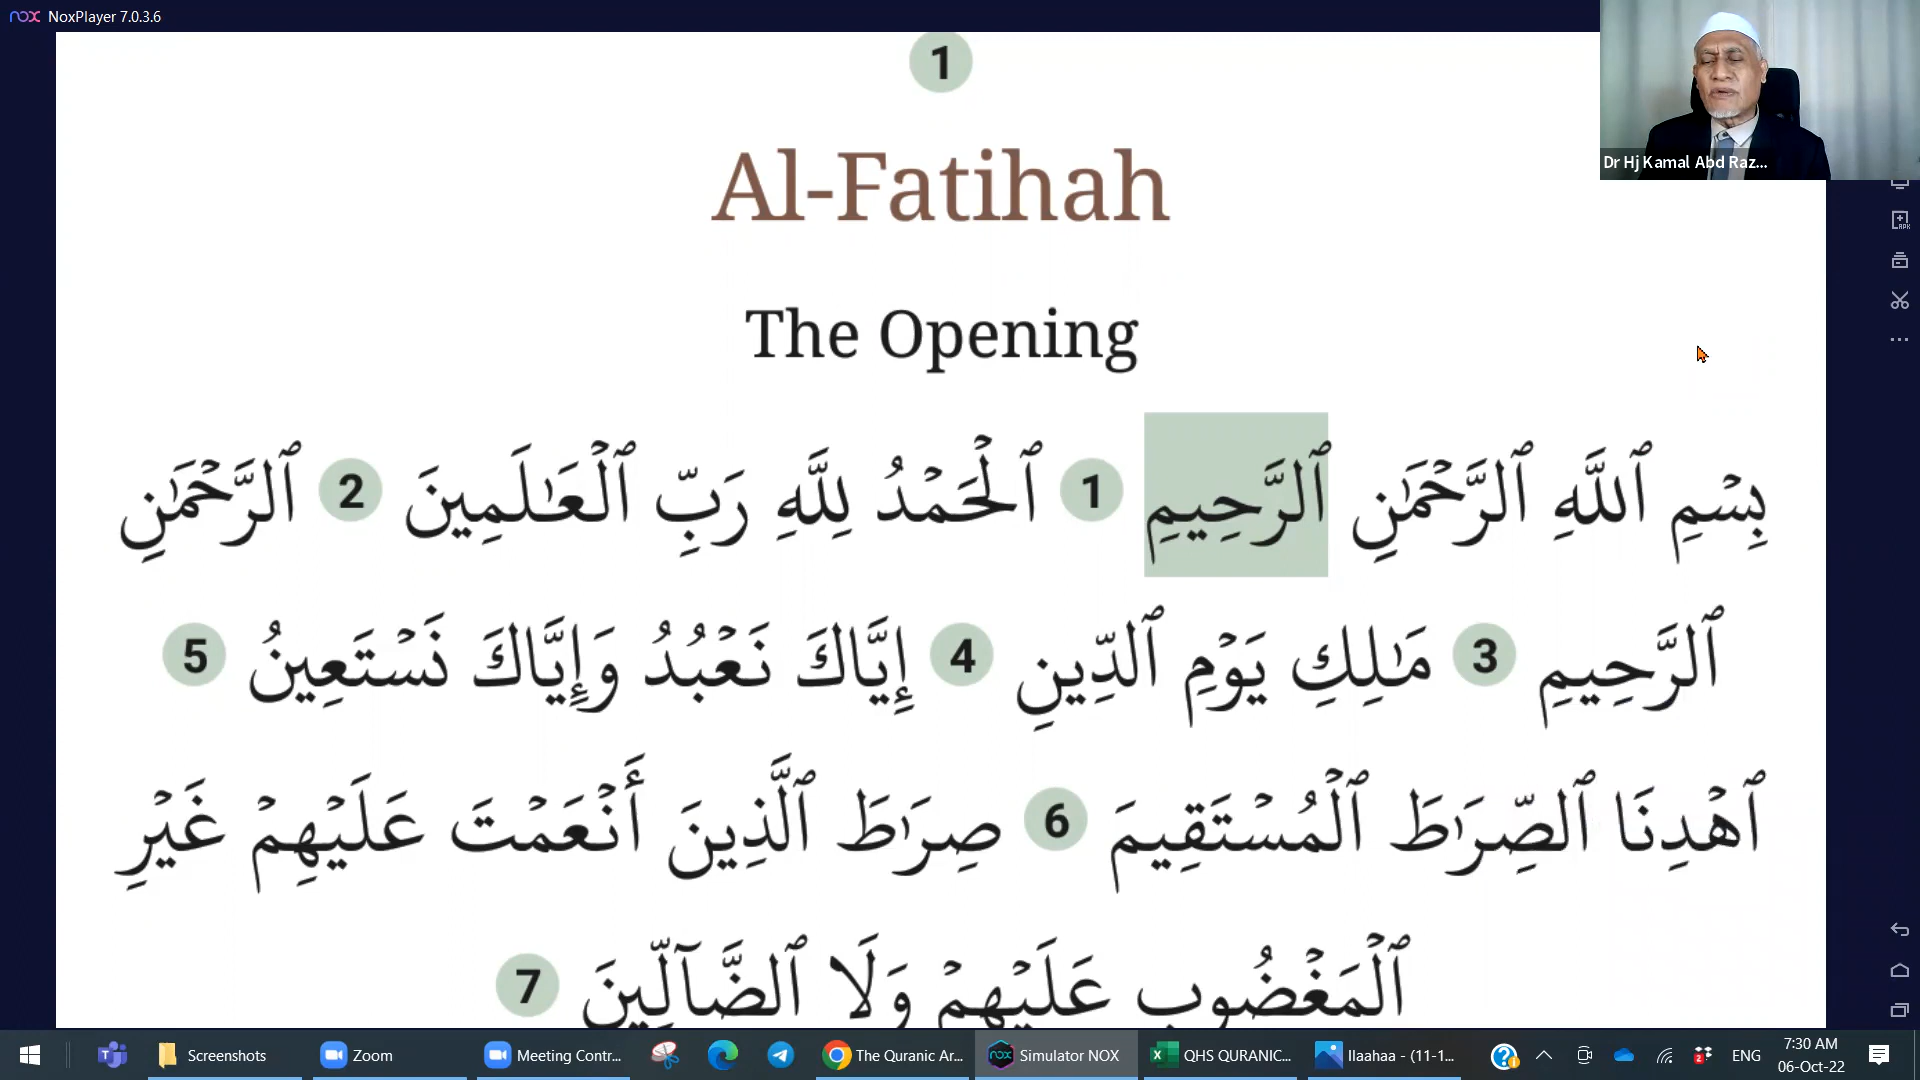 NoxPlayer 7.0.3.6
1
Al-Fatihah
The Opening
بِسْمِ ٱللَّهِ ٱلرَّحْمَٰنِ ٱلرَّحِيمِ 1 ٱلْحَمْدُ لِلَّهِ رَبِّ ٱلْعَٰلَمِينَ 2 ٱلرَّحْمَٰنِ
ٱلرَّحِيمِ 3 مَٰلِكِ يَوْمِ ٱلدِّينِ 4 إِيَّاكَ نَعْبُدُ وَإِيَّاكَ نَسْتَعِينُ 5
ٱهْدِنَا ٱلصِّرَٰطَ ٱلْمُسْتَقِيمَ 6 صِرَٰطَ ٱلَّذِينَ أَنْعَمْتَ عَلَيْهِمْ غَيْرِ
ٱلْمَغْضُوبِ عَلَيْهِمْ وَلَا ٱلضَّآلِّينَ 7
Dr Hj Kamal Abd Raz...
Screenshots Zoom Meeting Contr... The Quranic Ar... Simulator NOX QHS QURANIC... Ilaahaa - (11-1... ENG 7:30 AM
06-Oct-22